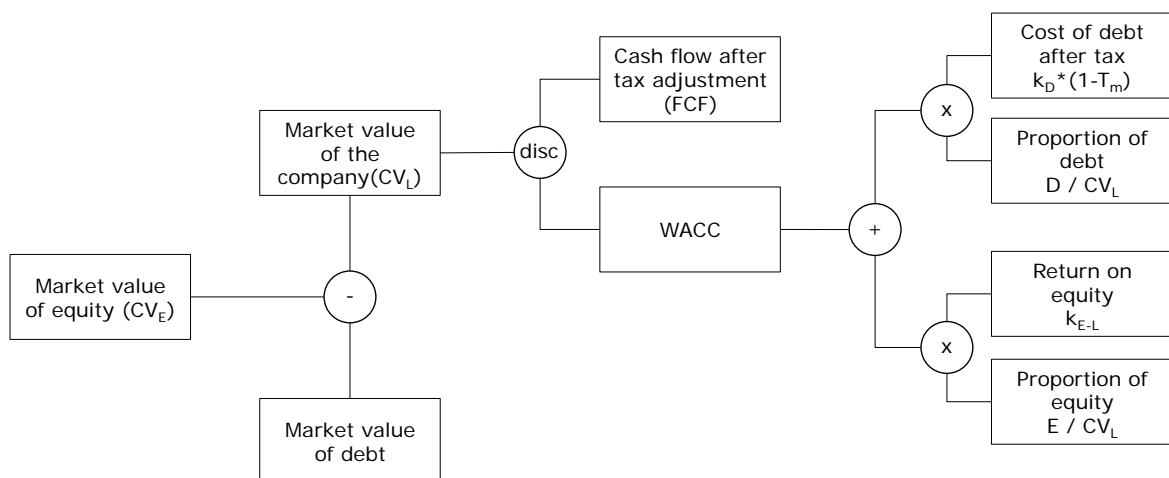 Market value
of equity (CV_E)
-
Market value
of the
company(CV_L)
Market value
of debt
disc
Cash flow after
tax adjustment
(FCF)
WACC
+
x
Cost of debt
after tax
k_D*(1-T_m)
Proportion of
debt
D / CV_L
x
Return on
equity
k_E-L
Proportion of
equity
E / CV_L